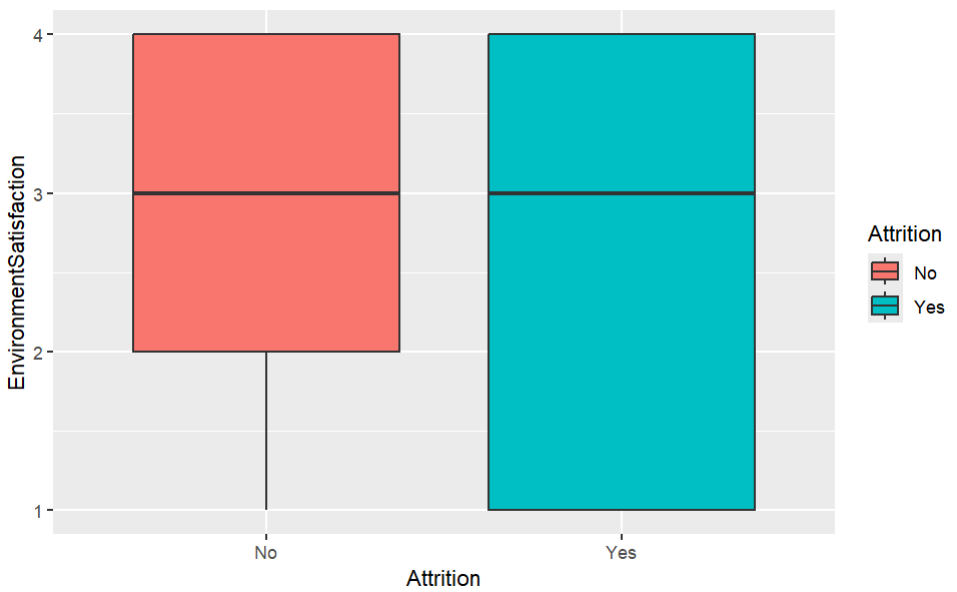 EnvironmentSatisfaction
4
3
2
1
No
Yes
Attrition
Attrition
No
Yes